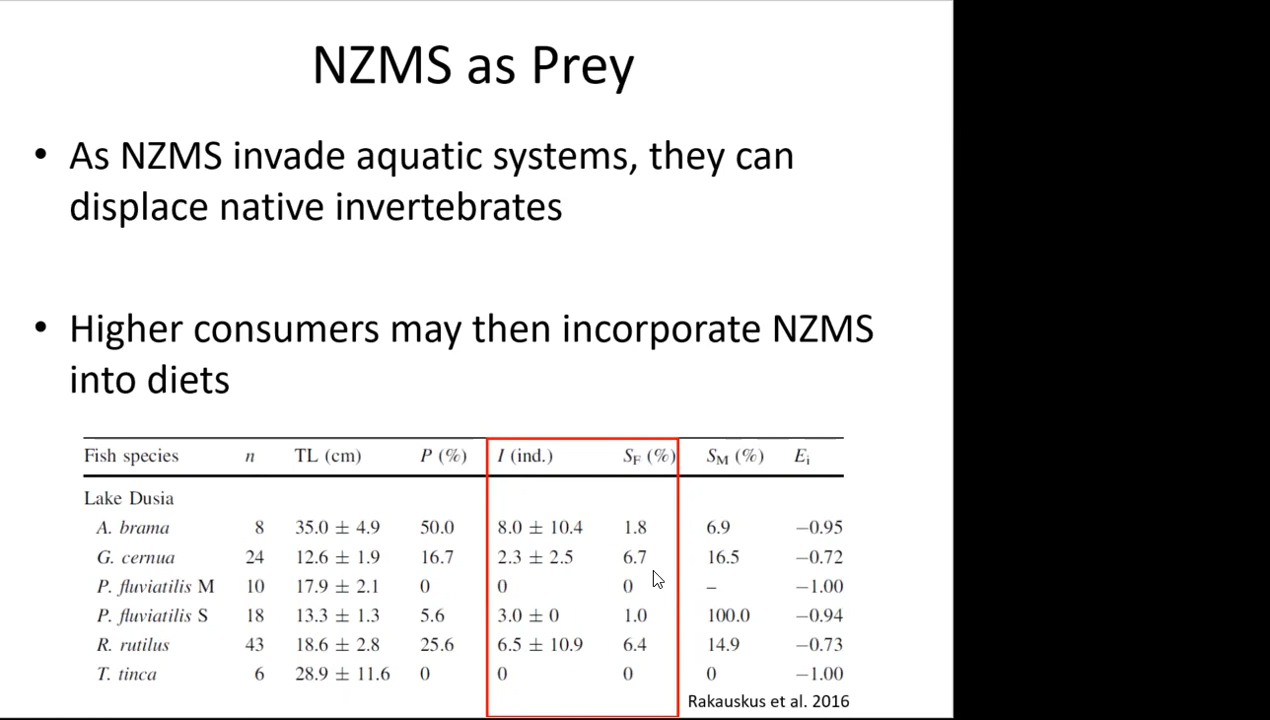 NZMS as Prey
• As NZMS invade aquatic systems, they can
displace native invertebrates
• Higher consumers may then incorporate NZMS
into diets
Fish species n TL (cm) P (%) I (ind.) SF (%) SM (%) Ei
Lake Dusia
A. brama 8 35.0 ± 4.9 50.0 8.0 ± 10.4 1.8 6.9 −0.95
G. cernua 24 12.6 ± 1.9 16.7 2.3 ± 2.5 6.7 16.5 −0.72
P. fluviatilis M 10 17.9 ± 2.1 0 0 0 – −1.00
P. fluviatilis S 18 13.3 ± 1.3 5.6 3.0 ± 0 1.0 100.0 −0.94
R. rutilus 43 18.6 ± 2.8 25.6 6.5 ± 10.9 6.4 14.9 −0.73
T. tinca 6 28.9 ± 11.6 0 0 0 0 −1.00
Rakauskus et al. 2016